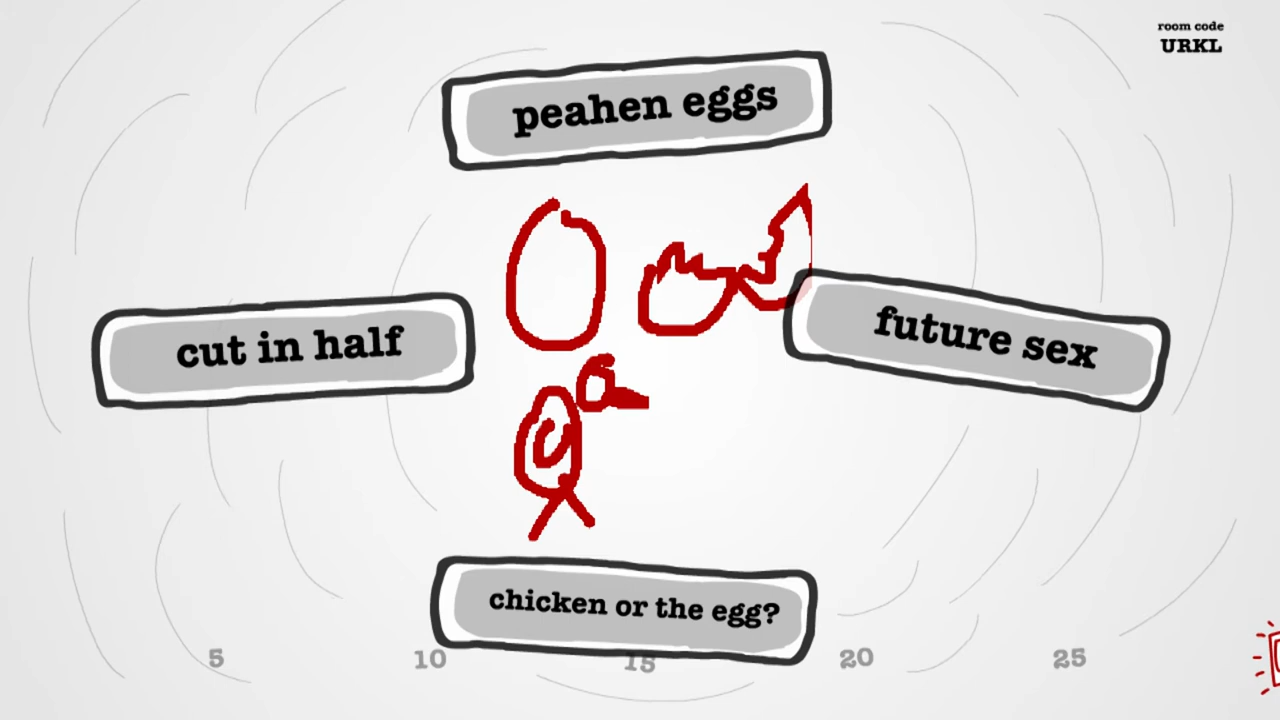 room code
URKL
peahen eggs
cut in half
future sex
chicken or the egg?
5
10
15
20
25